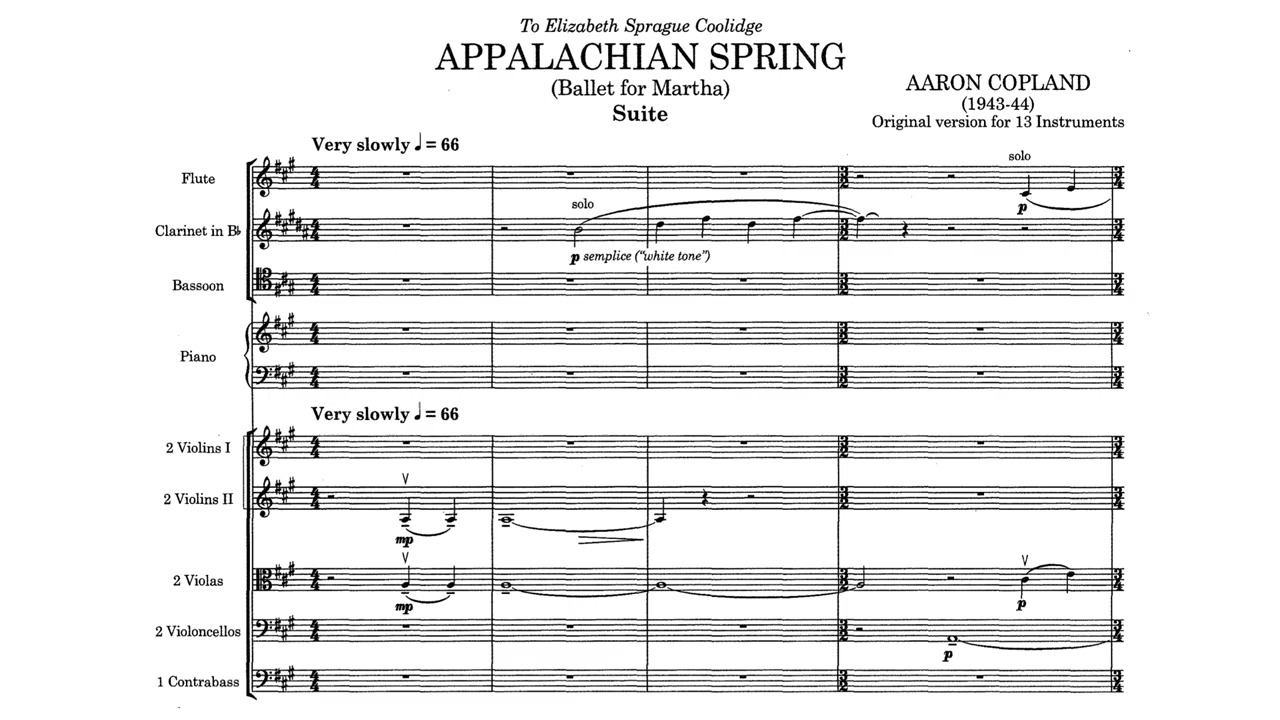 To Elizabeth Sprague Coolidge
APPALACHIAN SPRING
(Ballet for Martha)
Suite
AARON COPLAND
(1943-44)
Original version for 13 Instruments
Very slowly ♩ = 66
solo
Flute
p
solo
Clarinet in B♭
p semplice ("white tone")
Bassoon
Piano
Very slowly ♩ = 66
2 Violins I
2 Violins II
mp
2 Violas
mp
p
2 Violoncellos
p
1 Contrabass